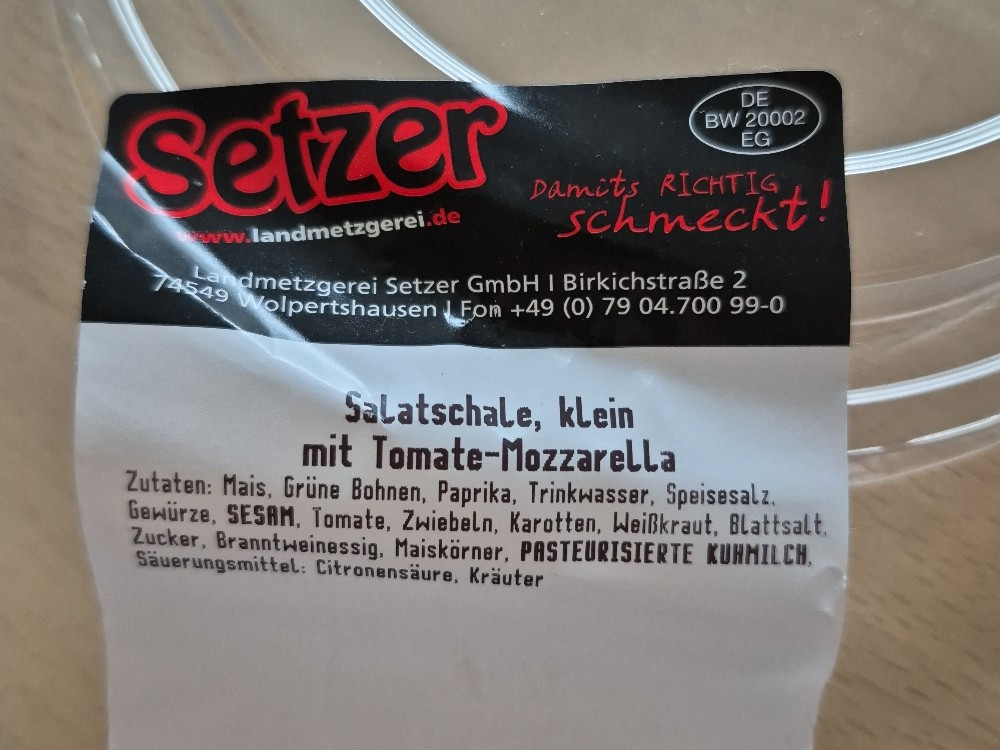 Setzer
www.landmetzgerei.de
DE
BW 20002
EG
Damits RICHTIG
schmeckt!
Landmetzgerei Setzer GmbH | Birkichstraße 2
74549 Wolpertshausen | Fon +49 (0) 79 04.700 99-0
Salatschale, klein
mit Tomate-Mozzarella
Zutaten: Mais, Grüne Bohnen, Paprika, Trinkwasser, Speisesalz,
Gewürze, SESAM, Tomate, Zwiebeln, Karotten, Weißkraut, Blattsalt,
Zucker, Branntweinessig, Maiskörner, PASTEURISIERTE KUHMILCH,
Säuerungsmittel: Citronensäure, Kräuter